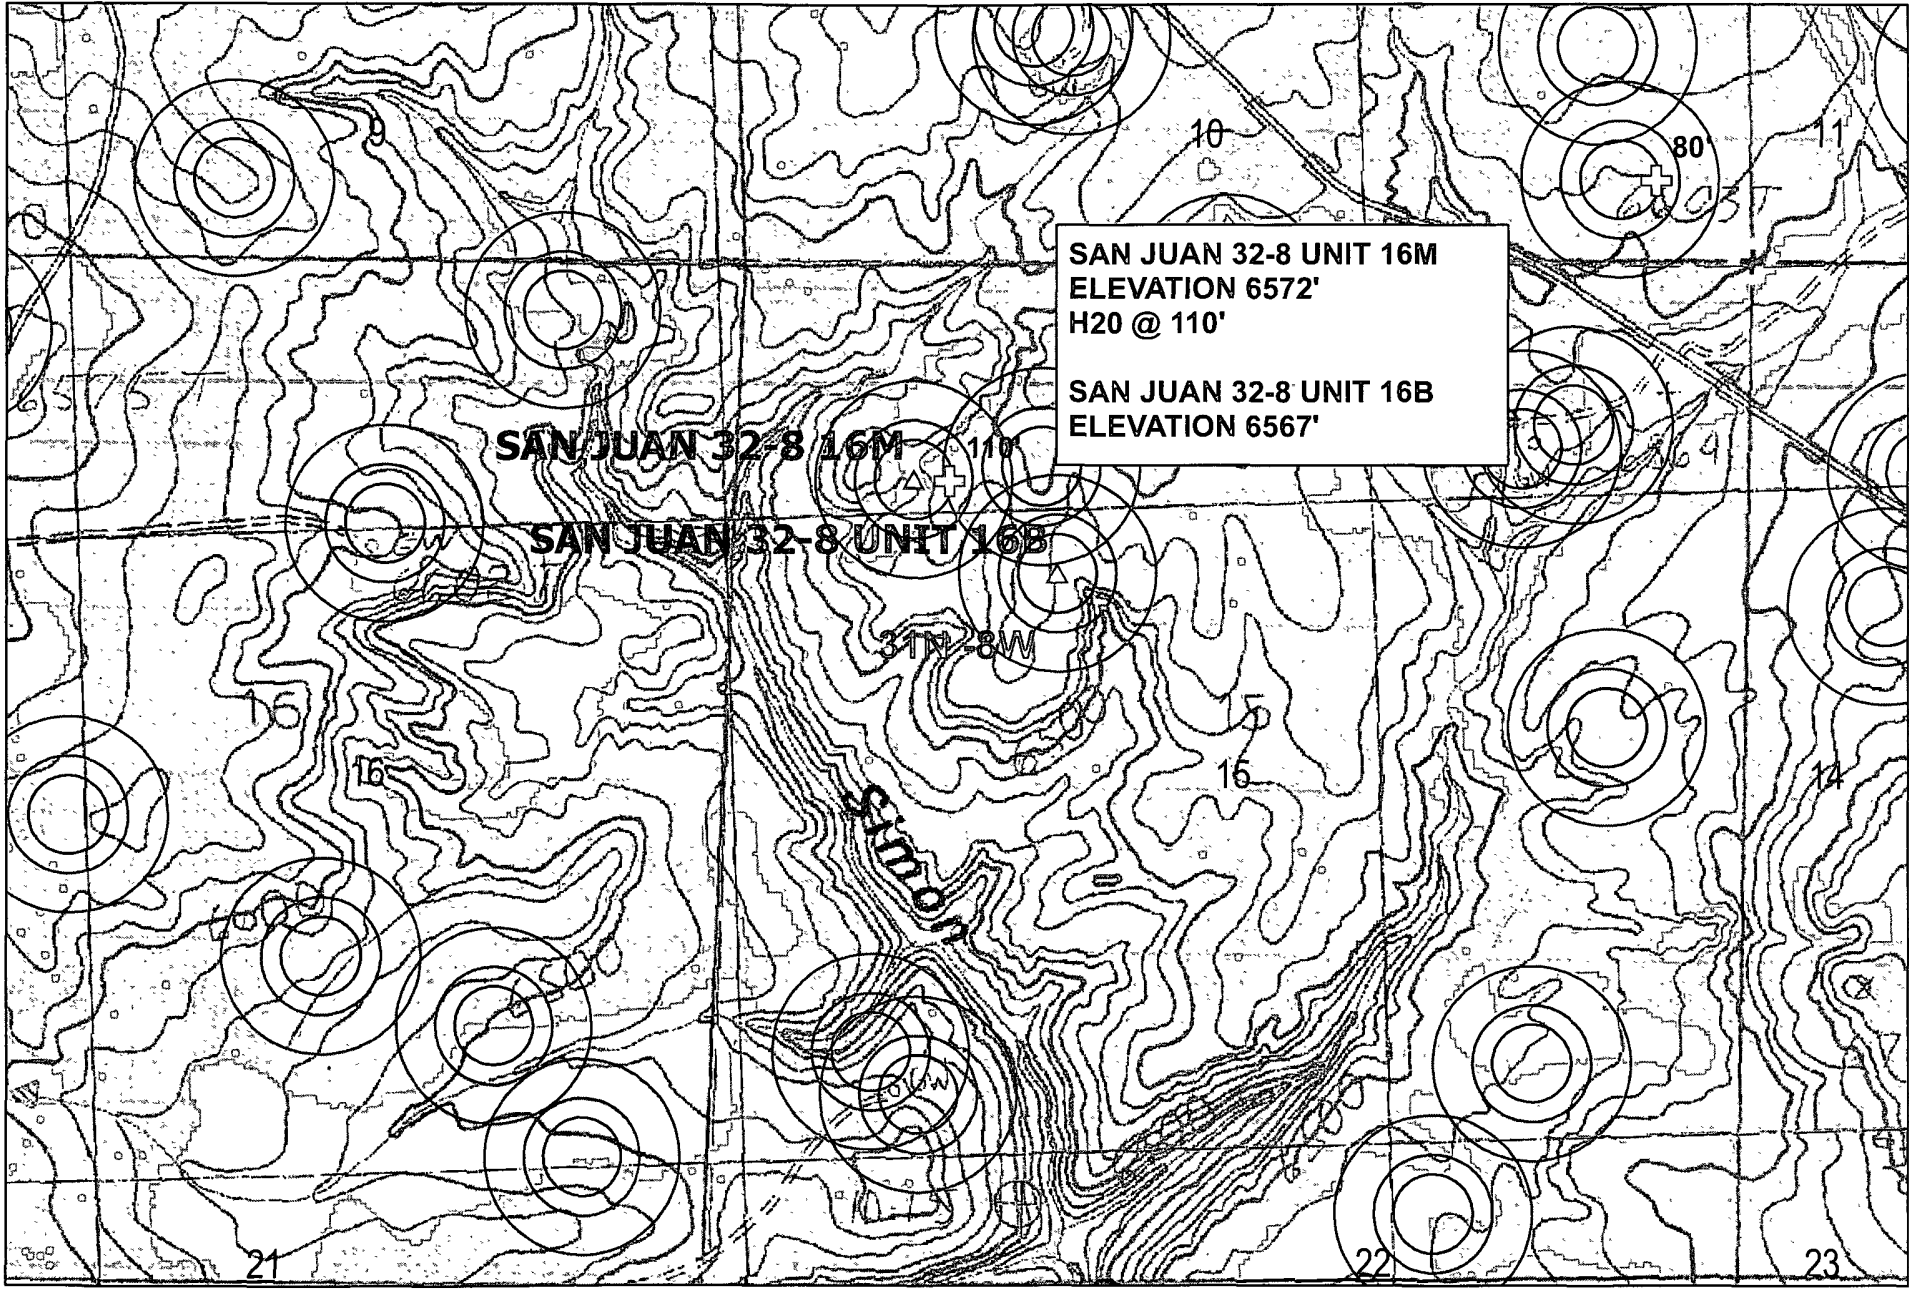 9
10
11
80'
SAN JUAN 32-8 UNIT 16M
ELEVATION 6572'
H20 @ 110'
SAN JUAN 32-8 UNIT 16B
ELEVATION 6567'
SAN JUAN 32-8 16M
110'
SAN JUAN 32-8 UNIT 16B
31N -8W
16
15
16
15
14
Simon
21
22
23